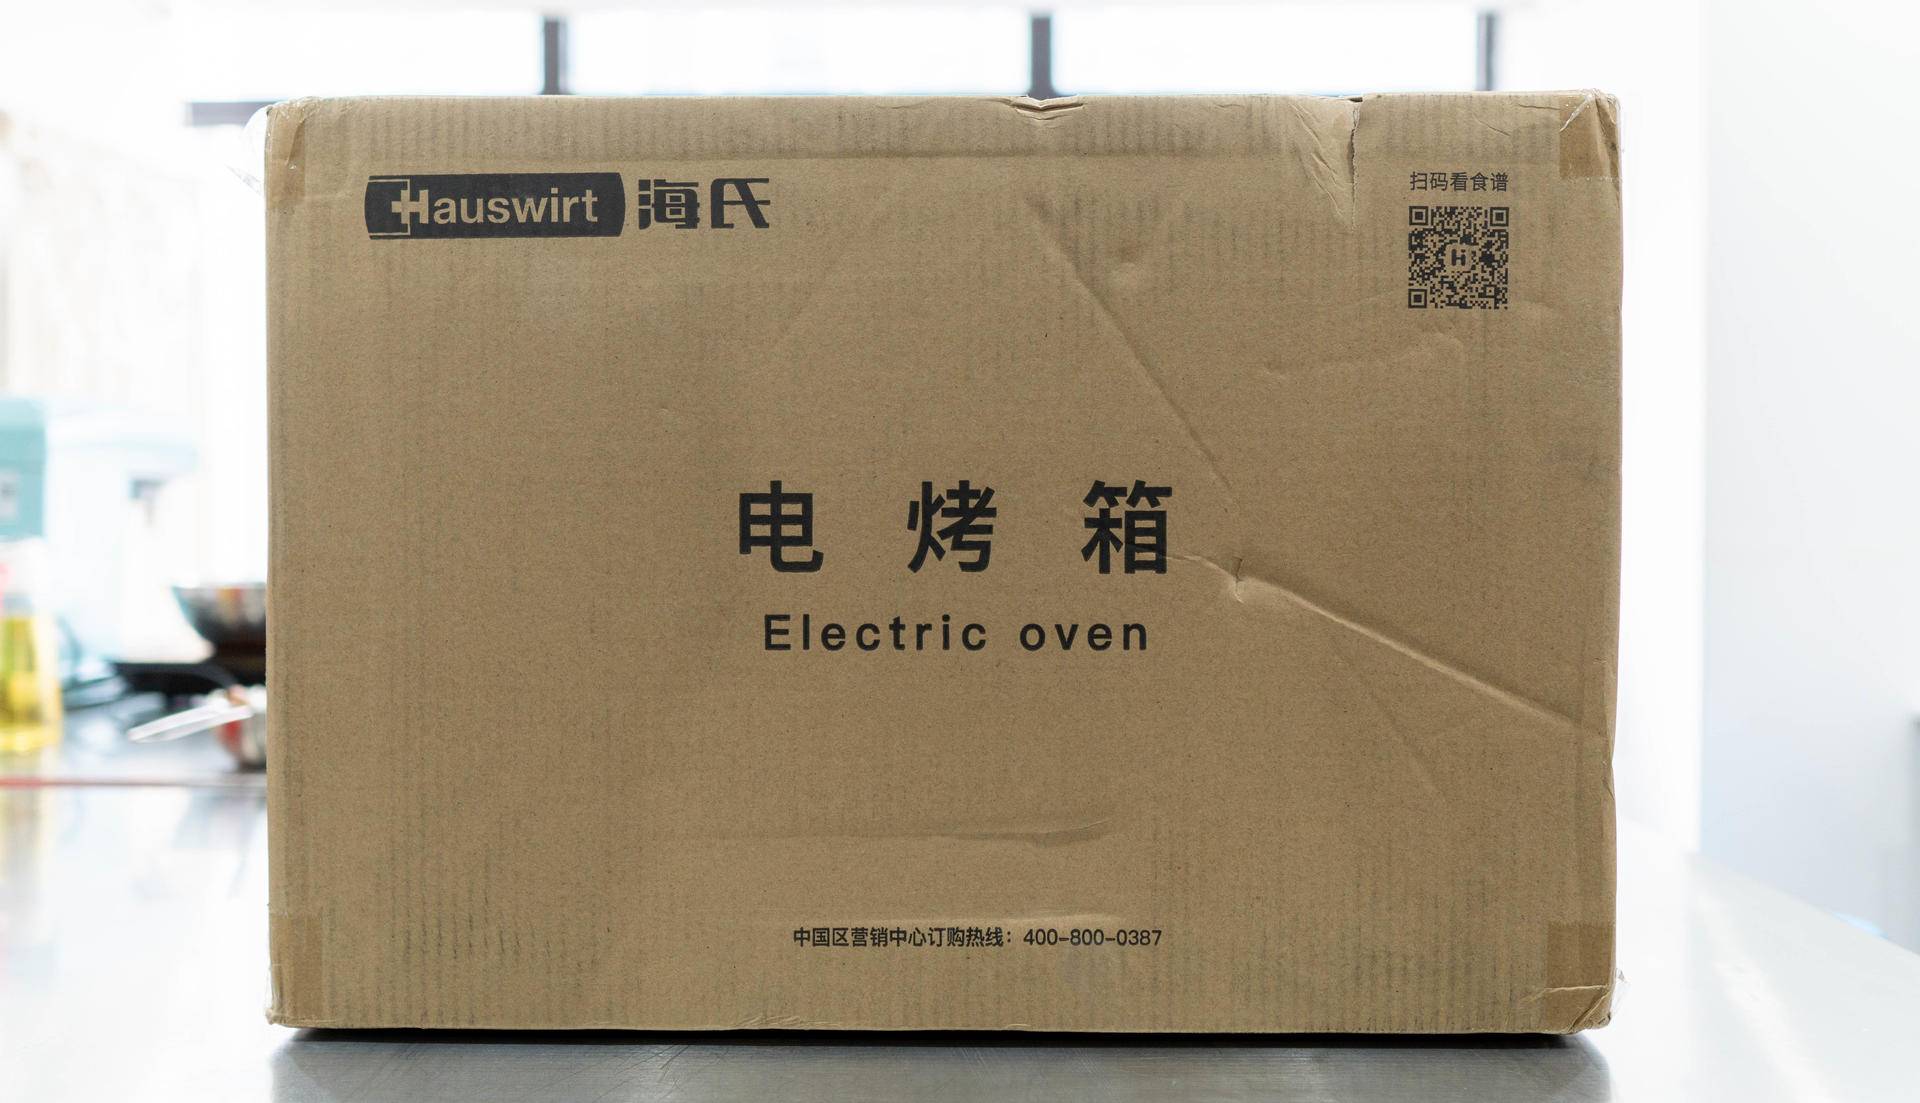 Hauswirt 海氏
扫码看食谱
H
电烤箱
Electric oven
中国区营销中心订购热线：400-800-0387